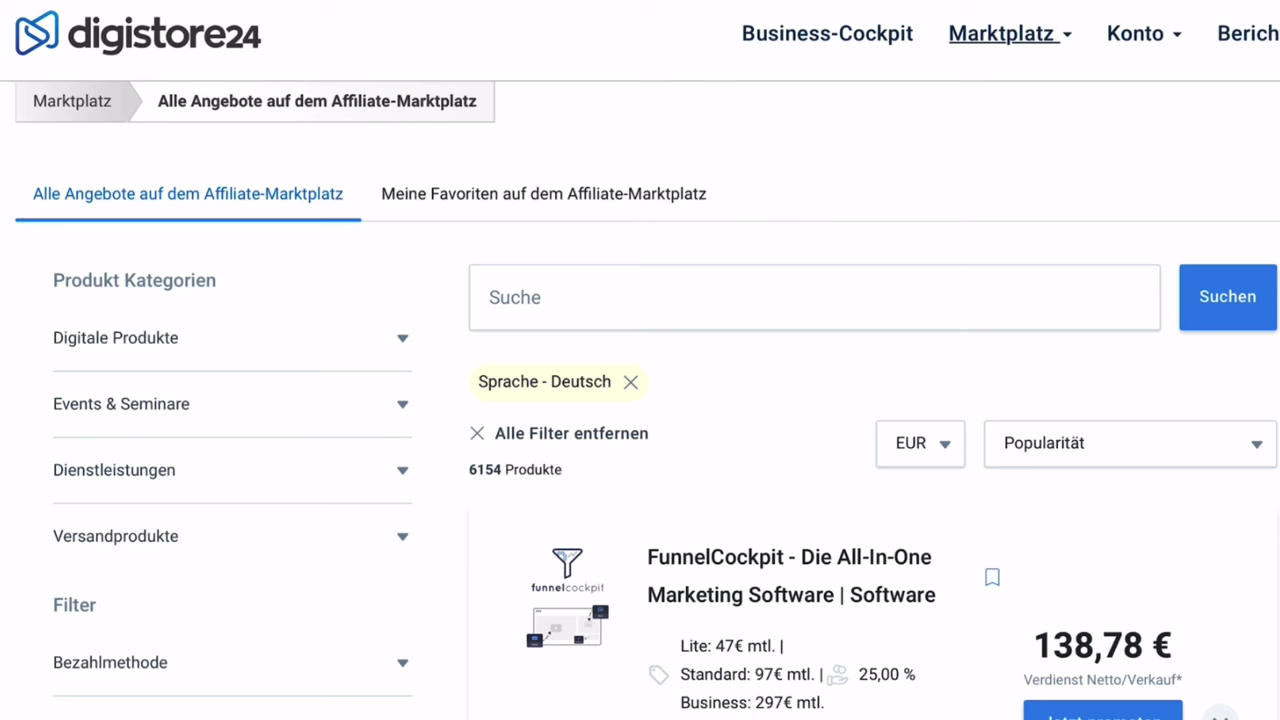 digistore24
Business-Cockpit
Marktplatz
Konto
Berich
Marktplatz
Alle Angebote auf dem Affiliate-Marktplatz
Alle Angebote auf dem Affiliate-Marktplatz
Meine Favoriten auf dem Affiliate-Marktplatz
Produkt Kategorien
Digitale Produkte
Events & Seminare
Dienstleistungen
Versandprodukte
Filter
Bezahlmethode
Suche
Suchen
Sprache - Deutsch
Alle Filter entfernen
6154 Produkte
EUR
Popularität
funnelcockpit
FunnelCockpit - Die All-In-One
Marketing Software | Software
Lite: 47€ mtl. |
Standard: 97€ mtl. |
Business: 297€ mtl.
25,00 %
138,78 €
Verdienst Netto/Verkauf*